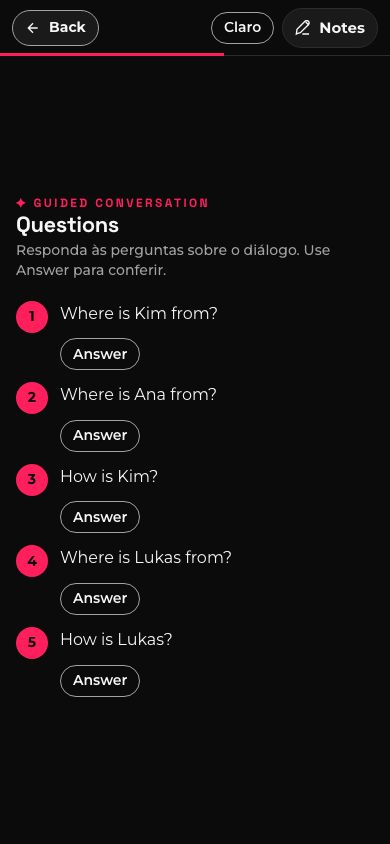 Back
Claro
Notes
GUIDED CONVERSATION
Questions
Responda às perguntas sobre o diálogo. Use
Answer para conferir.
1 Where is Kim from?
Answer
2 Where is Ana from?
Answer
3 How is Kim?
Answer
4 Where is Lukas from?
Answer
5 How is Lukas?
Answer